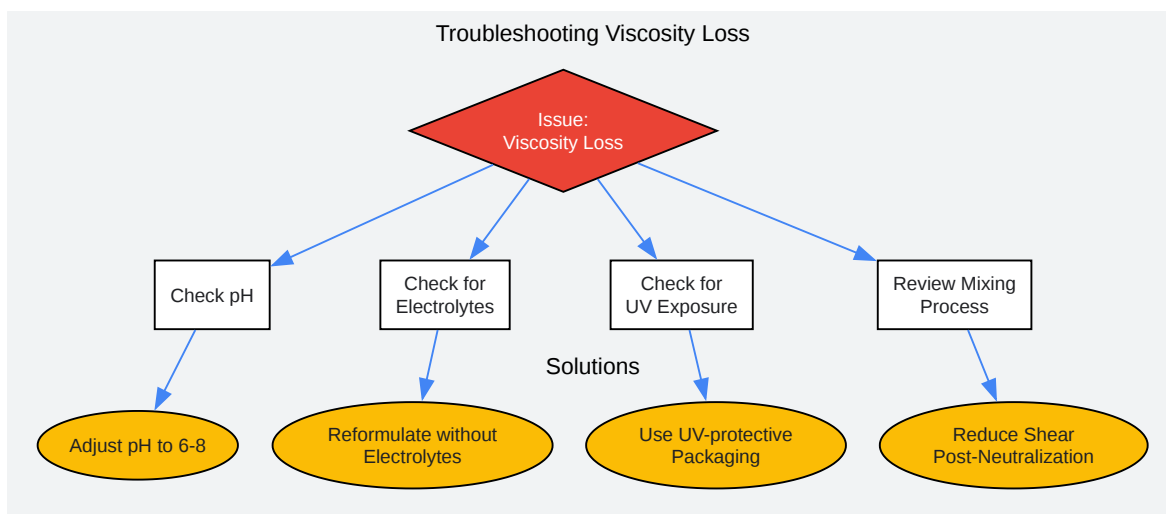 Troubleshooting Viscosity Loss
Issue:
Viscosity Loss
Check pH
Check for
Electrolytes
Check for
UV Exposure
Review Mixing
Process
Solutions
Adjust pH to 6-8
Reformulate without
Electrolytes
Use UV-protective
Packaging
Reduce Shear
Post-Neutralization